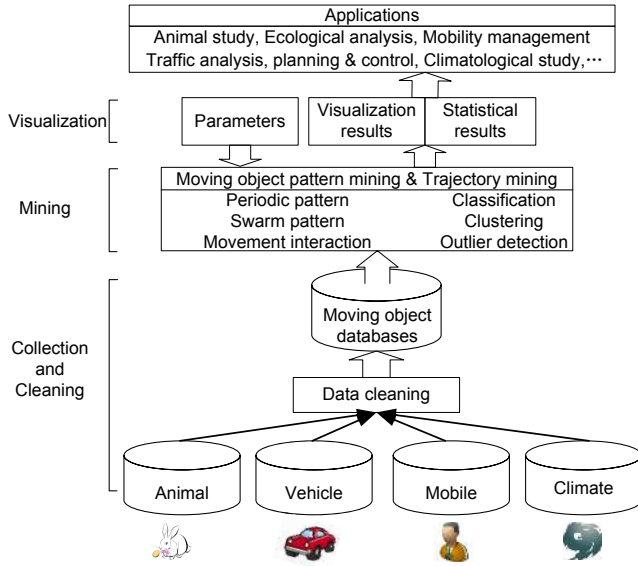 Applications
Animal study, Ecological analysis, Mobility management
Traffic analysis, planning & control, Climatological study,···
Visualization
Parameters
Visualization
results
Statistical
results
Mining
Moving object pattern mining & Trajectory mining
Periodic pattern
Classification
Swarm pattern
Clustering
Movement interaction
Outlier detection
Collection
and
Cleaning
Moving object
databases
Data cleaning
Animal
Vehicle
Mobile
Climate